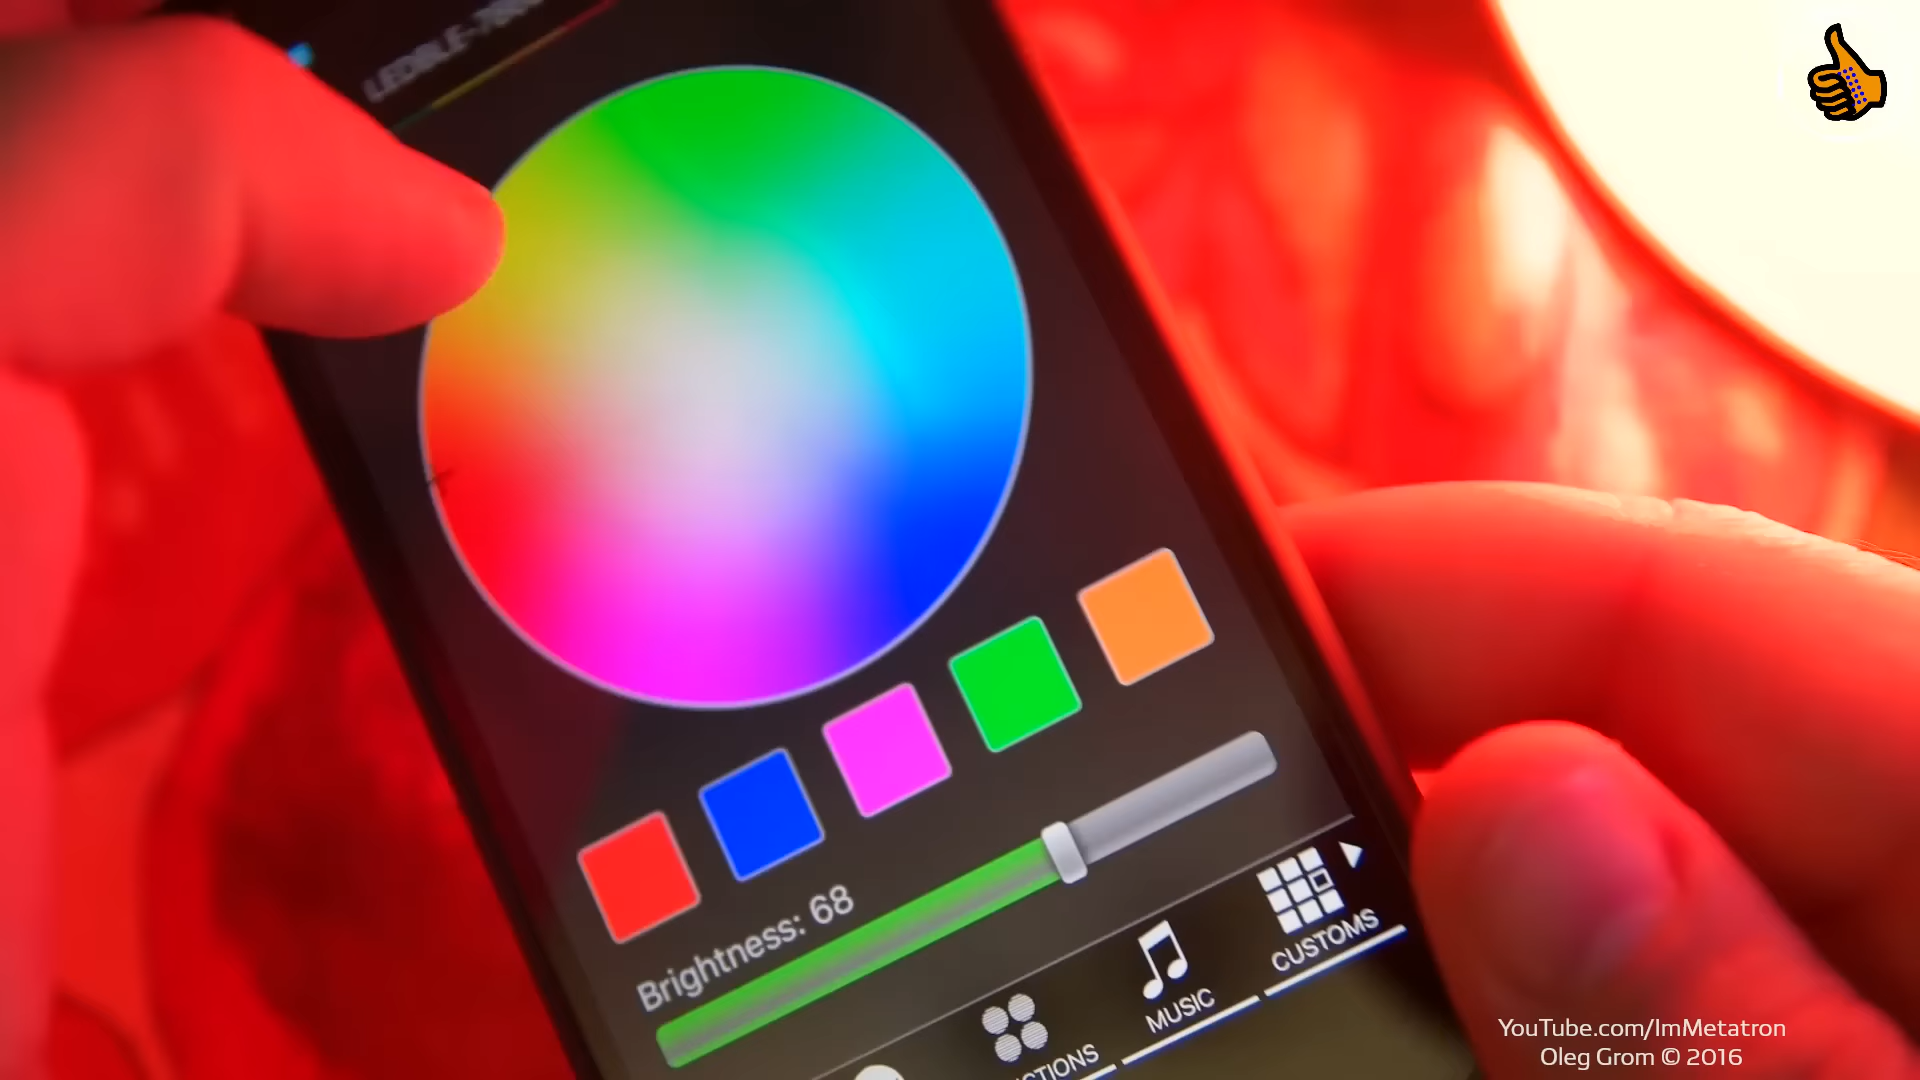 Brightness: 68
MUSIC
CUSTOMS
YouTube.com/ImMetatron
Oleg Grom © 2016